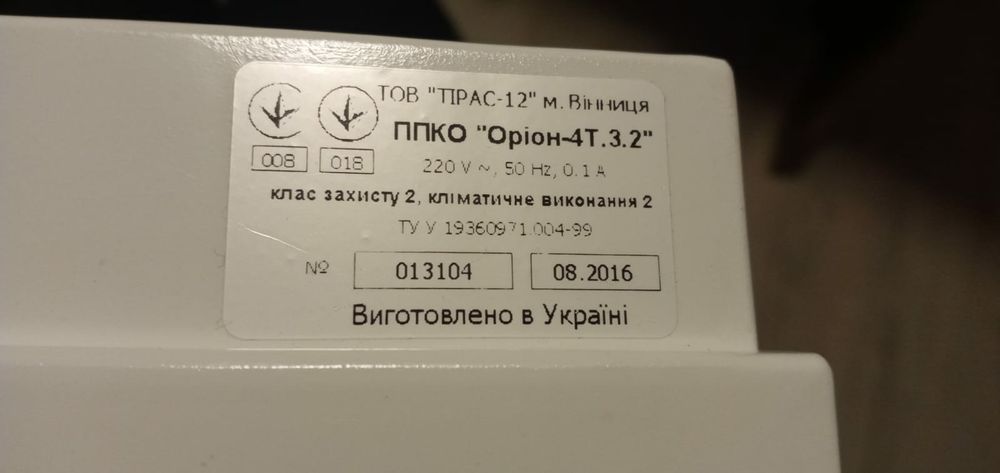 ТОВ "ТІРАС-12" м. Вінниця
ППКО "Оріон-4Т.3.2"
008 018
220 V ~, 50 Hz, 0.1 A
клас захисту 2, кліматичне виконання 2
ТУ У 19360971.004-99
№ 013104 08.2016
Виготовлено в Україні